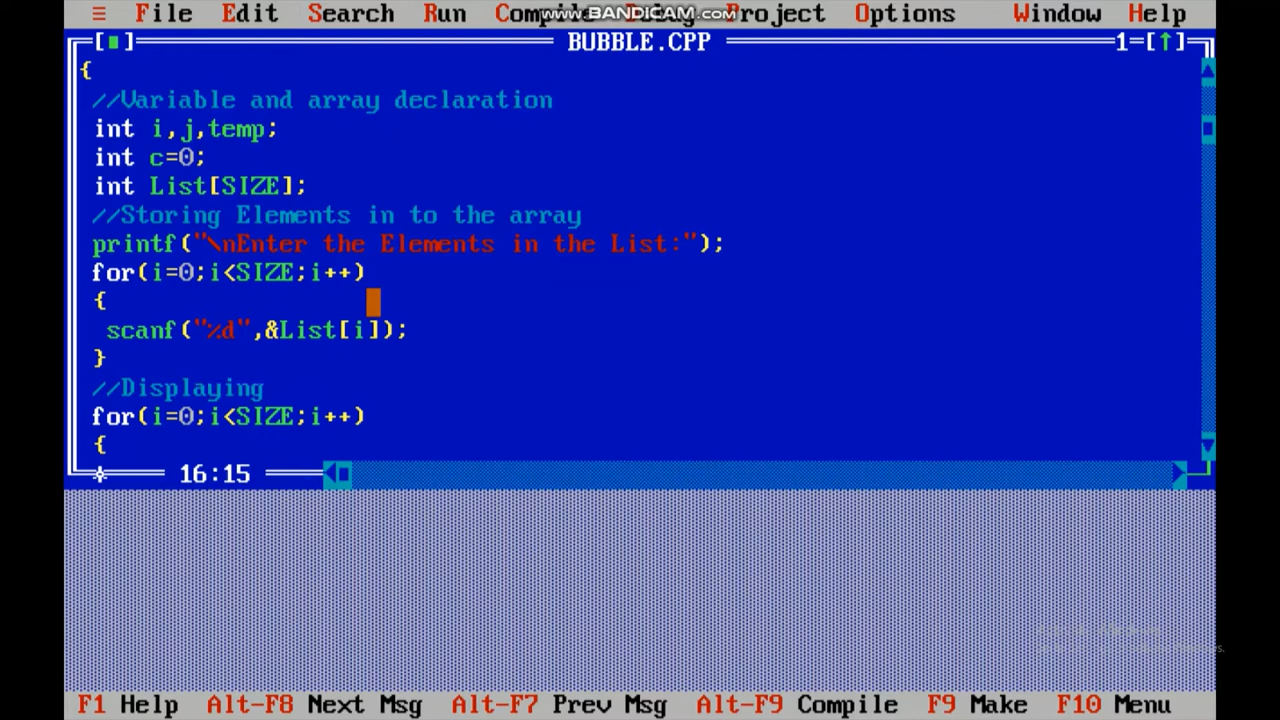 ≡ File Edit Search Run Compile Debug Project Options Window Help
www.BANDICAM.com
[■] BUBBLE.CPP 1=[↑]
{
//Variable and array declaration
int i,j,temp;
int c=0;
int List[SIZE];
//Storing Elements in to the array
printf("\nEnter the Elements in the List:");
for(i=0;i<SIZE;i++)
{
scanf("%d",&List[i]);
}
//Displaying
for(i=0;i<SIZE;i++)
{
16:15
F1 Help Alt-F8 Next Msg Alt-F7 Prev Msg Alt-F9 Compile F9 Make F10 Menu